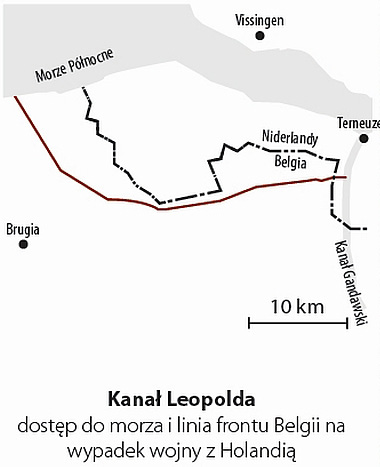 Vissingen
Morze Północne
Terneuze
Niderlandy
Belgia
Brugia
Kanał Gandawski
10 km
Kanał Leopolda
dostęp do morza i linia frontu Belgii na
wypadek wojny z Holandią